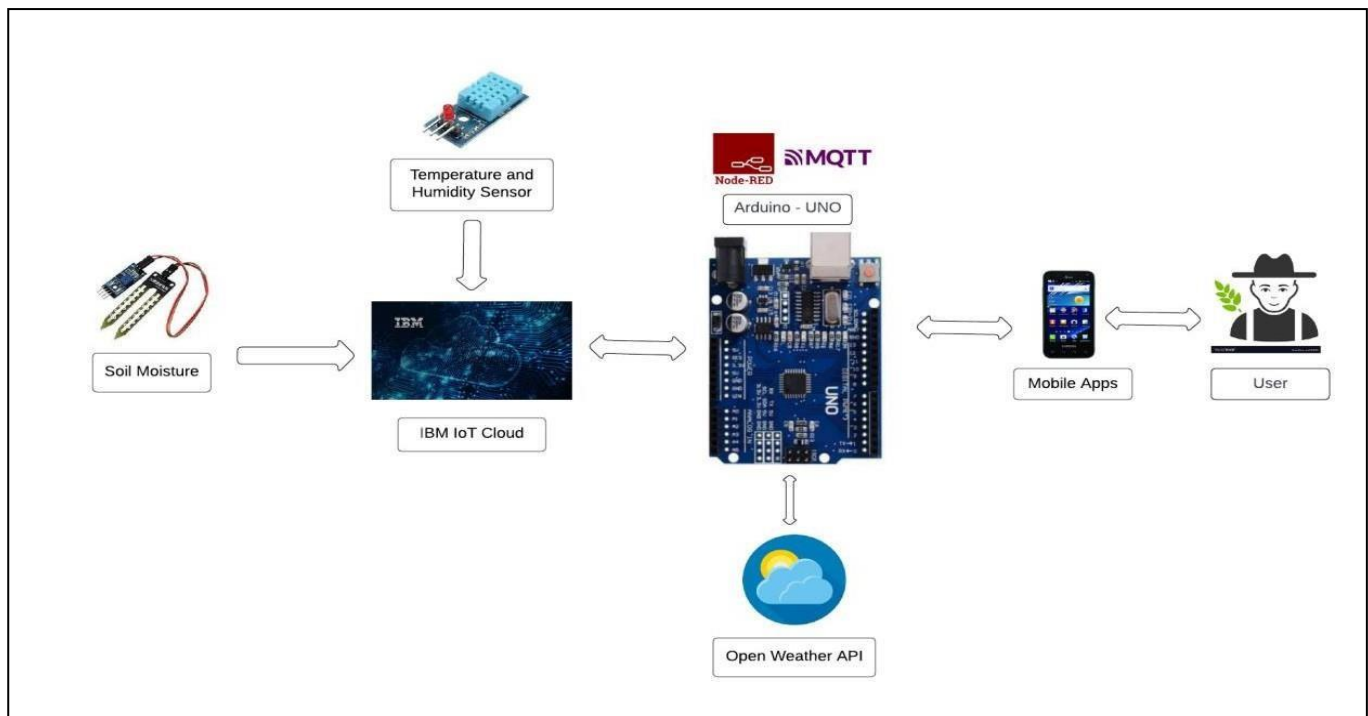 Temperature and
Humidity Sensor
Node-RED
MQTT
Arduino - UNO
IBM
Soil Moisture
IBM IoT Cloud
UNO
Mobile Apps
User
Open Weather API